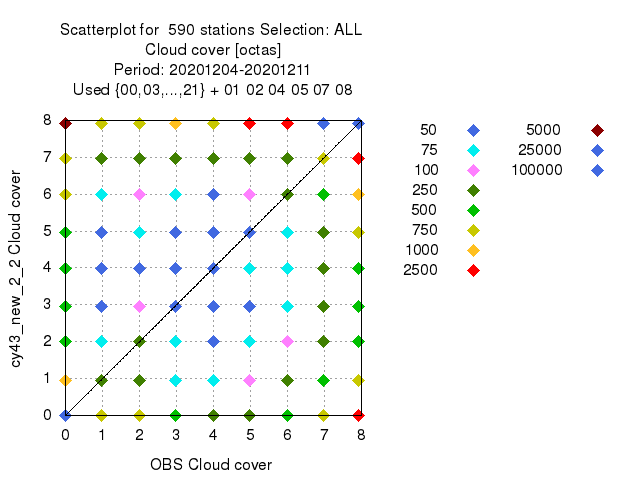 Scatterplot for 590 stations Selection: ALL
Cloud cover [octas]
Period: 20201204-20201211
Used {00,03,...,21} + 01 02 04 05 07 08
cy43_new_2_2 Cloud cover
8
7
6
5
4
3
2
1
0
0 1 2 3 4 5 6 7 8
OBS Cloud cover
50 5000
75 25000
100 100000
250
500
750
1000
2500